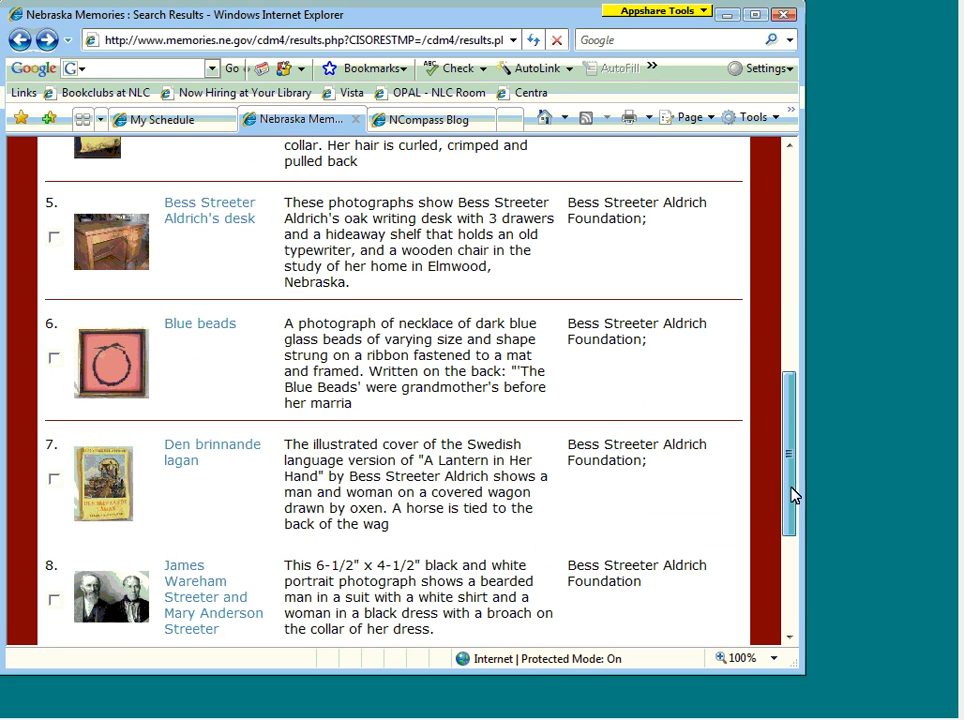 Nebraska Memories : Search Results - Windows Internet Explorer
Appshare Tools
http://www.memories.ne.gov/cdm4/results.php?CISORESTMP=/cdm4/results.pl
Google
Google G Go Bookmarks ABC Check AutoLink AutoFill » Settings
Links Bookclubs at NLC Now Hiring at Your Library Vista OPAL - NLC Room Centra
My Schedule Nebraska Mem... NCompass Blog Page Tools »
collar. Her hair is curled, crimped and
pulled back
5. Bess Streeter These photographs show Bess Streeter Bess Streeter Aldrich
Aldrich's desk Aldrich's oak writing desk with 3 drawers Foundation;
and a hideaway shelf that holds an old
typewriter, and a wooden chair in the
study of her home in Elmwood,
Nebraska.
6. Blue beads A photograph of necklace of dark blue Bess Streeter Aldrich
glass beads of varying size and shape Foundation;
strung on a ribbon fastened to a mat
and framed. Written on the back: "'The
Blue Beads' were grandmother's before
her marria
7. Den brinnande The illustrated cover of the Swedish Bess Streeter Aldrich
lagan language version of "A Lantern in Her Foundation;
Hand" by Bess Streeter Aldrich shows a
man and woman on a covered wagon
drawn by oxen. A horse is tied to the
back of the wag
8. James This 6-1/2" x 4-1/2" black and white Bess Streeter Aldrich
Wareham portrait photograph shows a bearded Foundation
Streeter and man in a suit with a white shirt and a
Mary Anderson woman in a black dress with a broach on
Streeter the collar of her dress.
Internet | Protected Mode: On 100%